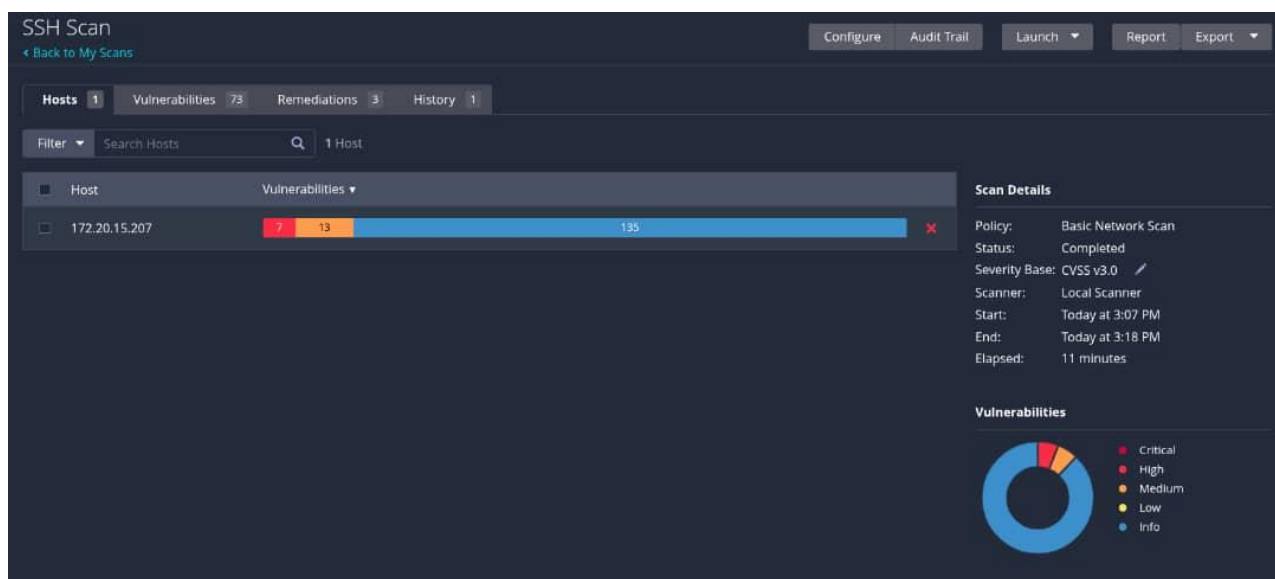 SSH Scan
Configure Audit Trail Launch Report Export
Back to My Scans
Hosts 1 Vulnerabilities 73 Remediations 3 History 1
Filter Search Hosts 1 Host
Host Vulnerabilities
172.20.15.207 7 13 135
Scan Details
Policy: Basic Network Scan
Status: Completed
Severity Base: CVSS v3.0
Scanner: Local Scanner
Start: Today at 3:07 PM
End: Today at 3:18 PM
Elapsed: 11 minutes
Vulnerabilities
Critical
High
Medium
Low
Info